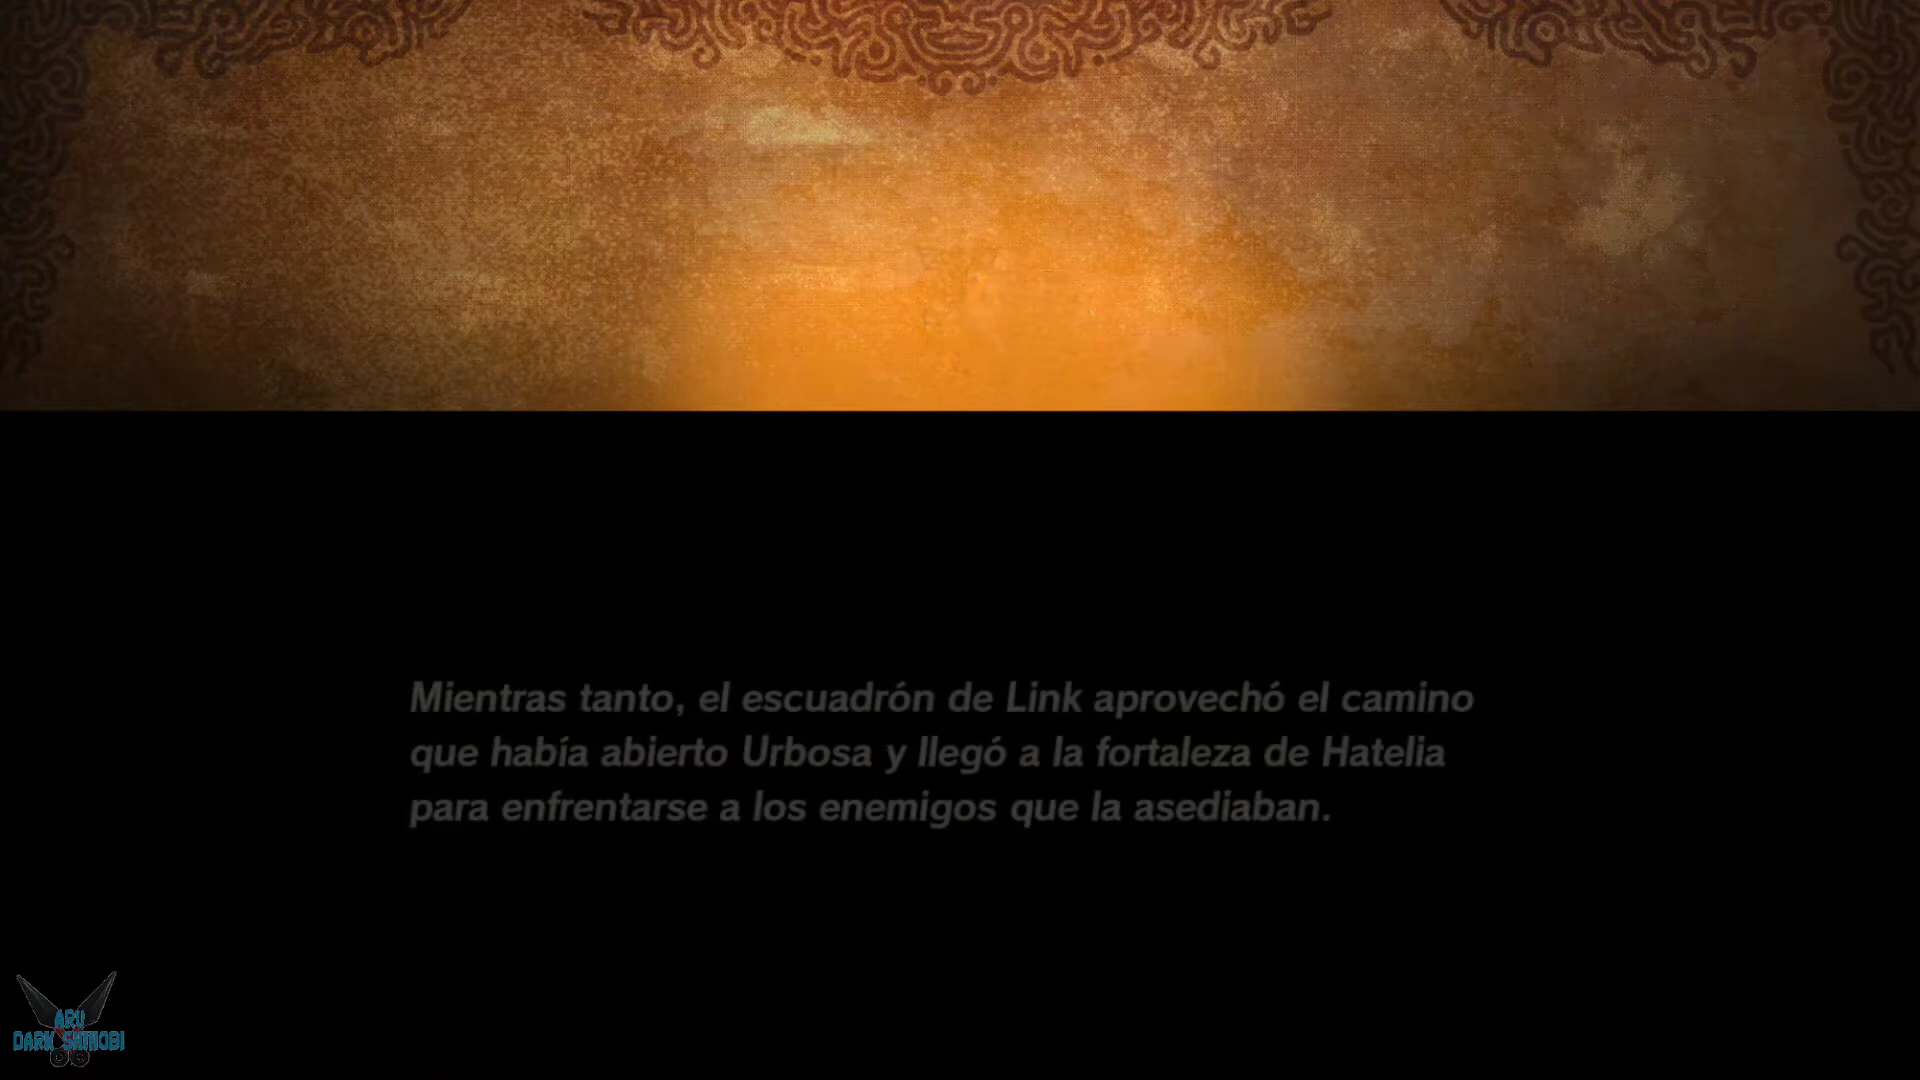 Mientras tanto, el escuadrón de Link aprovechó el camino
que había abierto Urbosa y llegó a la fortaleza de Hatelia
para enfrentarse a los enemigos que la asediaban.
ARU
DARK SHINOBI